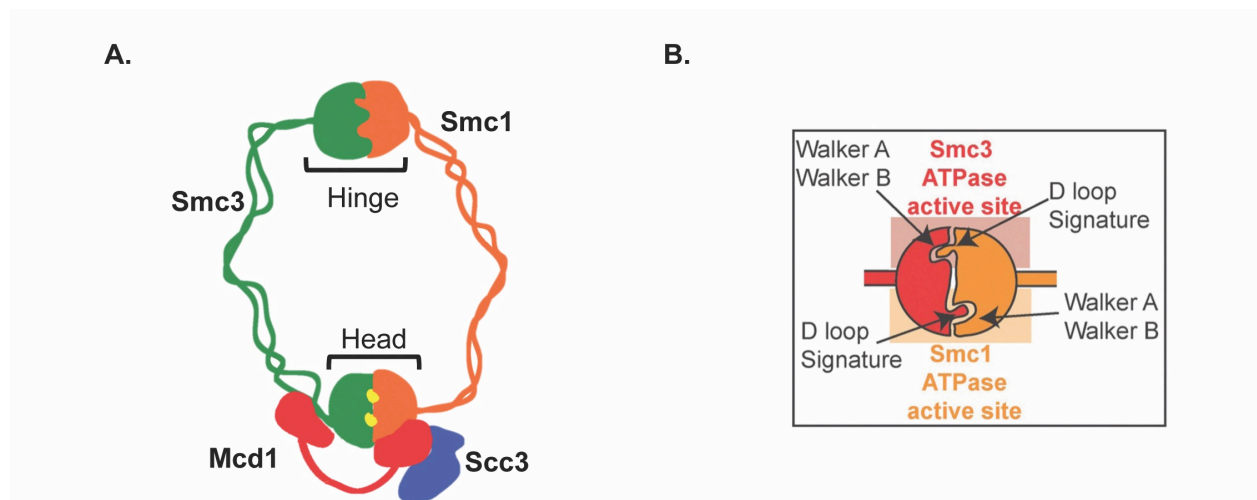 A.
Smc1
Hinge
Smc3
Head
Mcd1
Scc3
B.
Walker A
Walker B
Smc3
ATPase
active site
D loop
Signature
Walker A
Walker B
D loop
Signature
Smc1
ATPase
active site